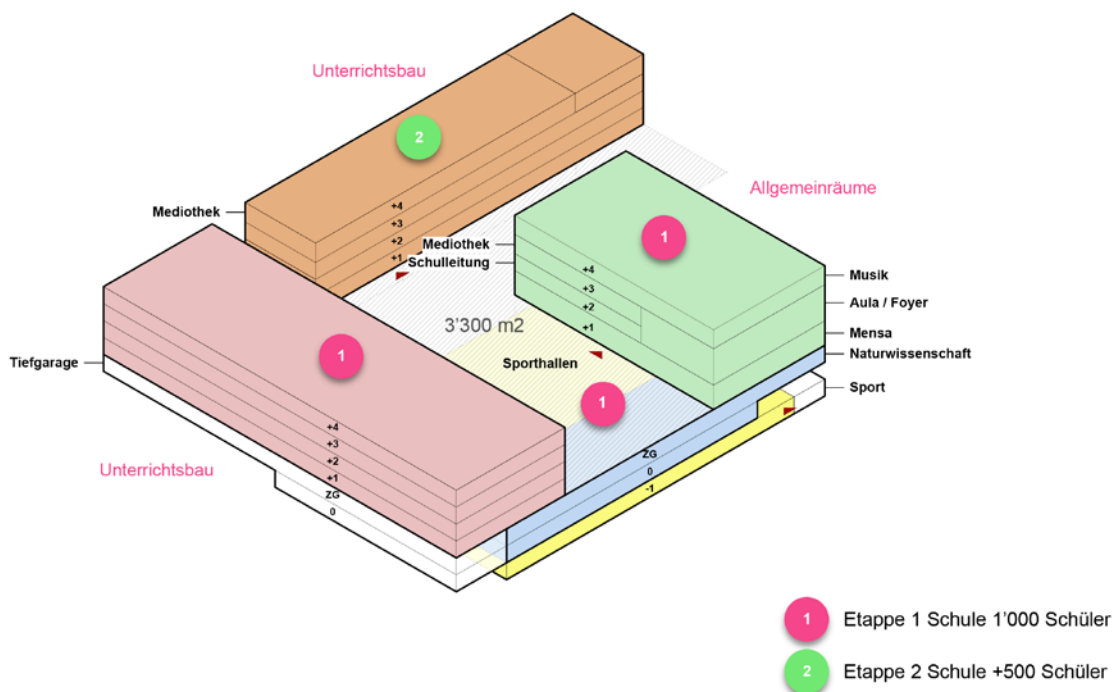 Unterrichtsbau
2
Allgemeinräume
Mediothek
+4
+3
+2
+1
1
Mediothek
Schulleitung
+4
+3
+2
+1
Musik
Aula / Foyer
Mensa
Naturwissenschaft
Sport
3'300 m2
Sporthallen
1
1
Tiefgarage
+4
+3
+2
+1
ZG
0
ZG
0
-1
Unterrichtsbau
1 Etappe 1 Schule 1'000 Schüler
2 Etappe 2 Schule +500 Schüler